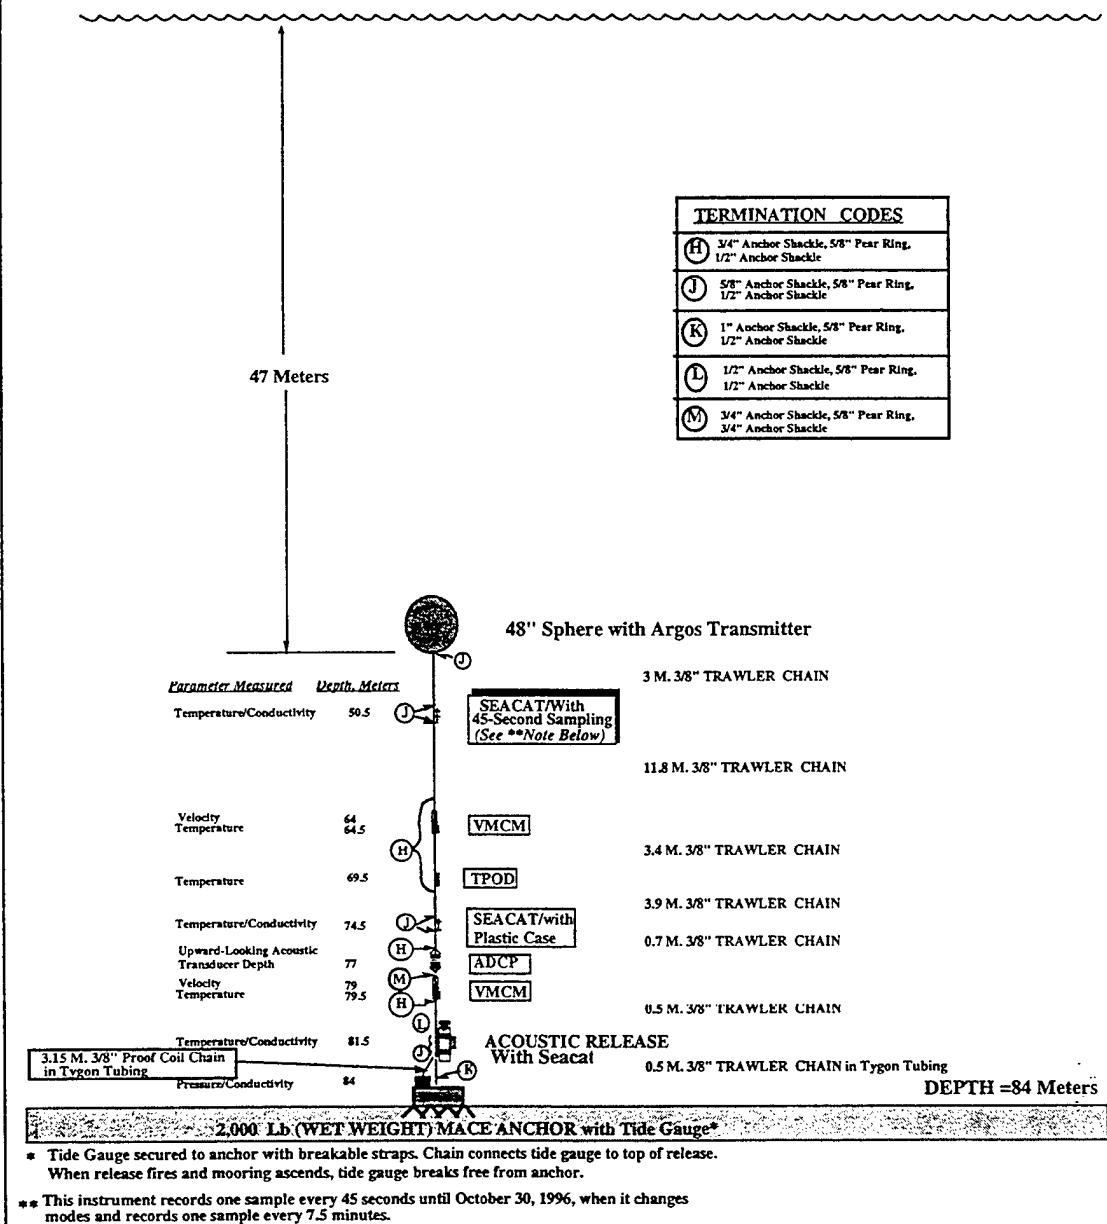 TERMINATION CODES
H 3/4" Anchor Shackle, 5/8" Pear Ring,
1/2" Anchor Shackle
J 5/8" Anchor Shackle, 5/8" Pear Ring,
1/2" Anchor Shackle
K 1" Anchor Shackle, 5/8" Pear Ring,
1/2" Anchor Shackle
L 1/2" Anchor Shackle, 5/8" Pear Ring,
1/2" Anchor Shackle
M 3/4" Anchor Shackle, 5/8" Pear Ring,
3/4" Anchor Shackle
47 Meters
48" Sphere with Argos Transmitter
J
3 M. 3/8" TRAWLER CHAIN
Parameter Measured Depth, Meters
Temperature/Conductivity 50.5 J
SEACAT/With
45-Second Sampling
(See **Note Below)
11.8 M. 3/8" TRAWLER CHAIN
Velocity 64
Temperature 64.5
VMCM
H
3.4 M. 3/8" TRAWLER CHAIN
Temperature 69.5
TPOD
3.9 M. 3/8" TRAWLER CHAIN
Temperature/Conductivity 74.5 J
SEACAT/with
Plastic Case
0.7 M. 3/8" TRAWLER CHAIN
H
Upward-Looking Acoustic
Transducer Depth 77
ADCP
M
Velocity 79
Temperature 79.5
VMCM
H
0.5 M. 3/8" TRAWLER CHAIN
L
Temperature/Conductivity 81.5
J
ACOUSTIC RELEASE
With Seacat
3.15 M. 3/8" Proof Coil Chain
in Tygon Tubing
K
0.5 M. 3/8" TRAWLER CHAIN in Tygon Tubing
Pressure/Conductivity 84
DEPTH =84 Meters
2,000 Lb (WET WEIGHT) MACE ANCHOR with Tide Gauge*
* Tide Gauge secured to anchor with breakable straps. Chain connects tide gauge to top of release.
When release fires and mooring ascends, tide gauge breaks free from anchor.
** This instrument records one sample every 45 seconds until October 30, 1996, when it changes
modes and records one sample every 7.5 minutes.